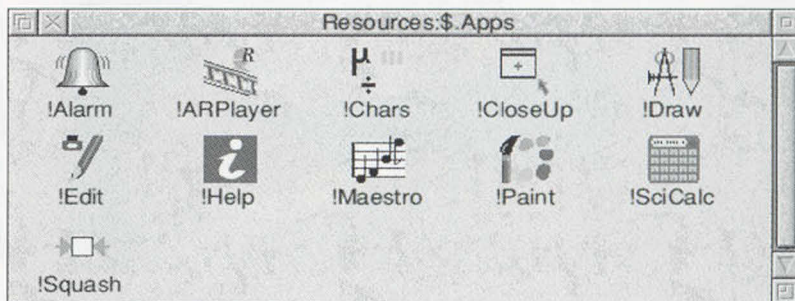 Resources:$.Apps
!Alarm !ARPlayer !Chars !CloseUp !Draw
!Edit !Help !Maestro !Paint !SciCalc
!Squash